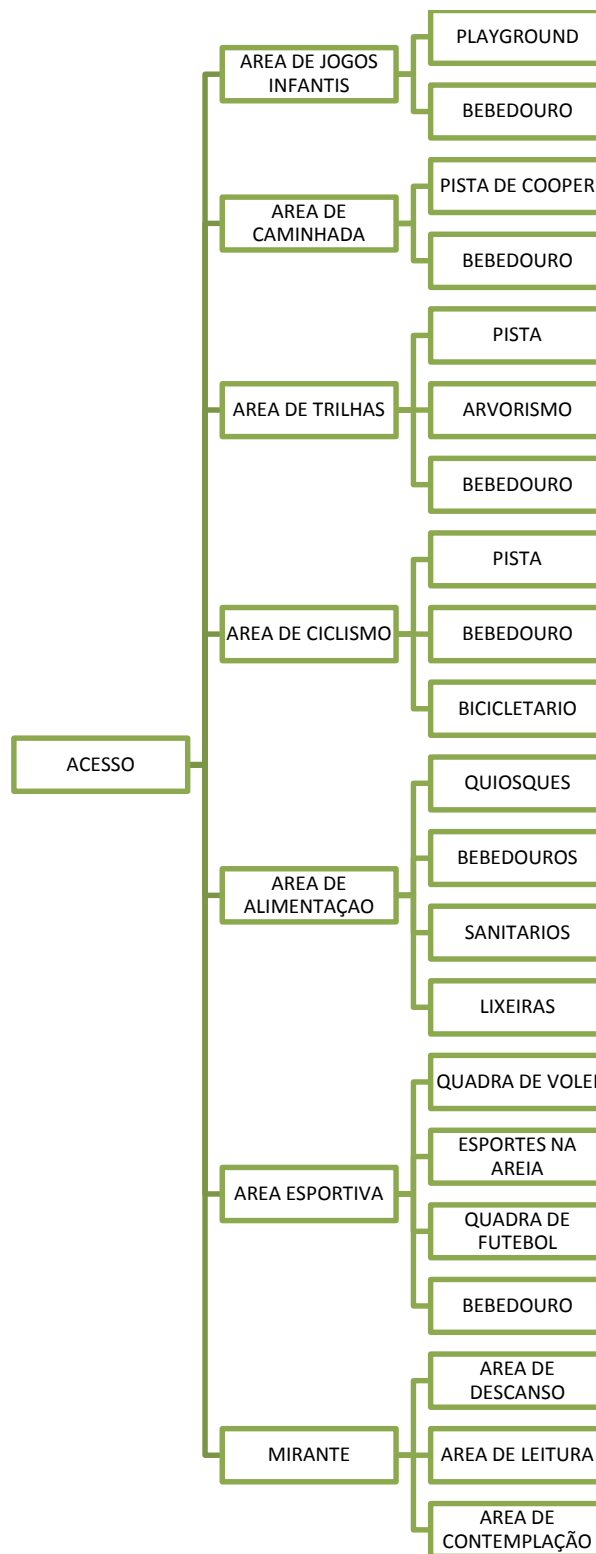 PLAYGROUND
AREA DE JOGOS
INFANTIS
BEBEDOURO
PISTA DE COOPER
AREA DE
CAMINHADA
BEBEDOURO
PISTA
AREA DE TRILHAS
ARVORISMO
BEBEDOURO
PISTA
AREA DE CICLISMO
BEBEDOURO
BICICLETARIO
ACESSO
QUIOSQUES
BEBEDOUROS
AREA DE
ALIMENTAÇAO
SANITARIOS
LIXEIRAS
QUADRA DE VOLEI
ESPORTES NA
AREIA
AREA ESPORTIVA
QUADRA DE
FUTEBOL
BEBEDOURO
AREA DE
DESCANSO
MIRANTE
AREA DE LEITURA
AREA DE
CONTEMPLAÇÃO